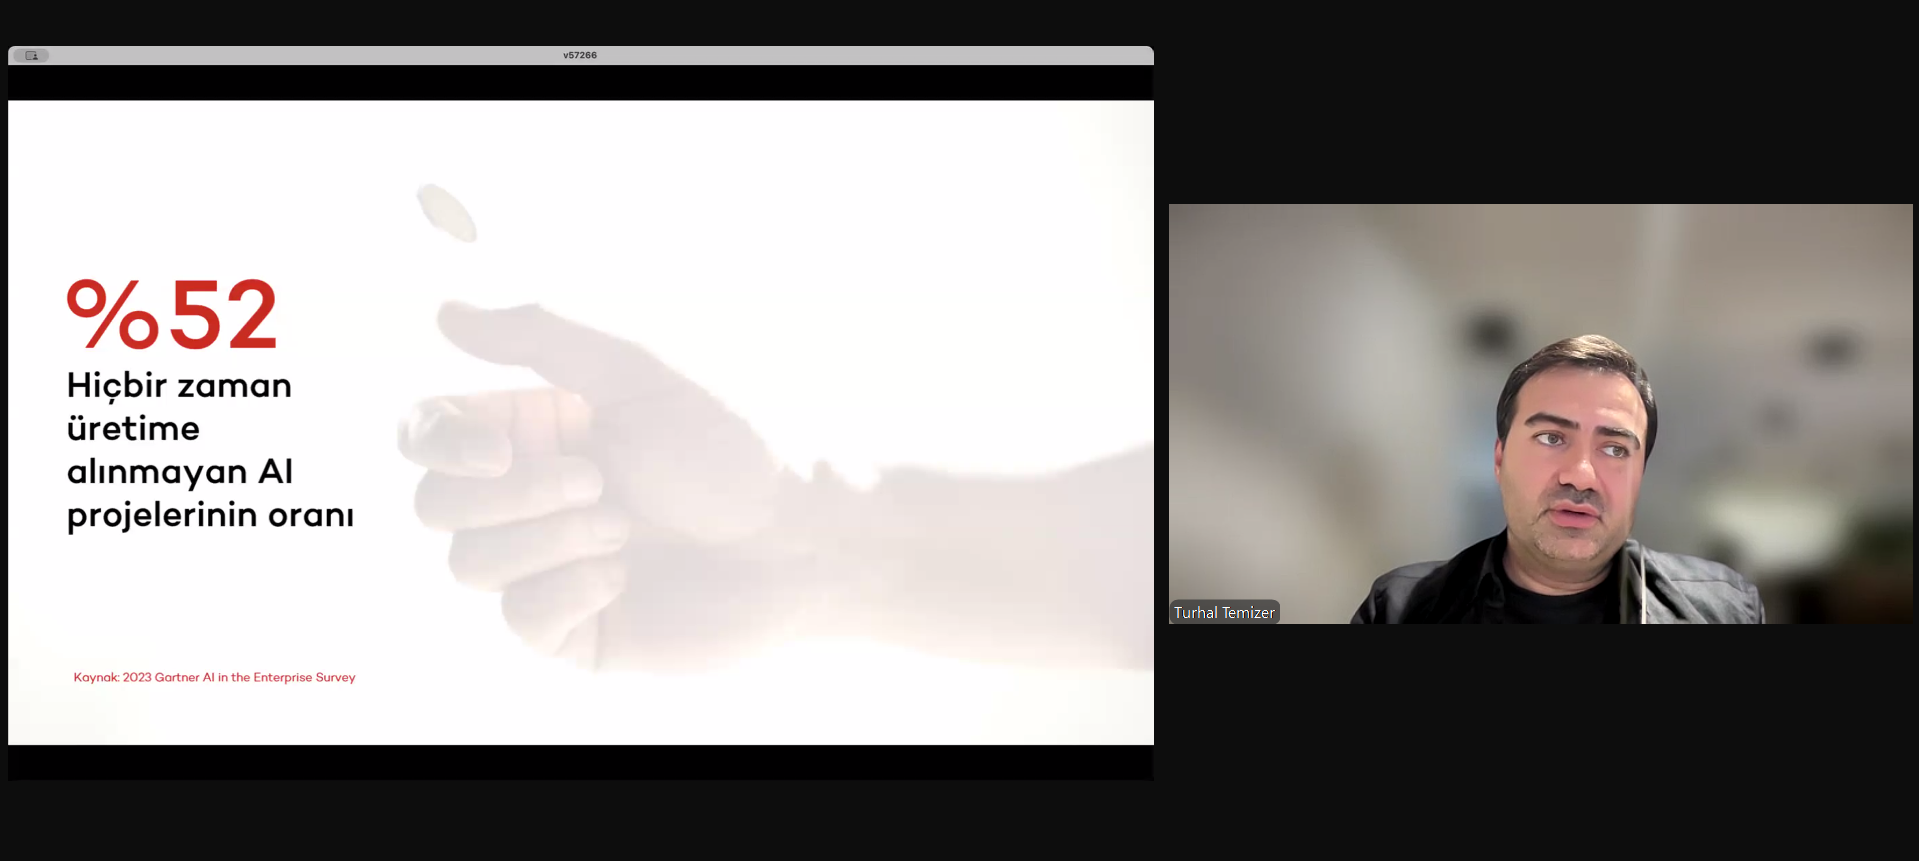 v57266
%52
Hiçbir zaman
üretime
alınmayan AI
projelerinin oranı
Kaynak: 2023 Gartner AI in the Enterprise Survey
Turhal Temizer